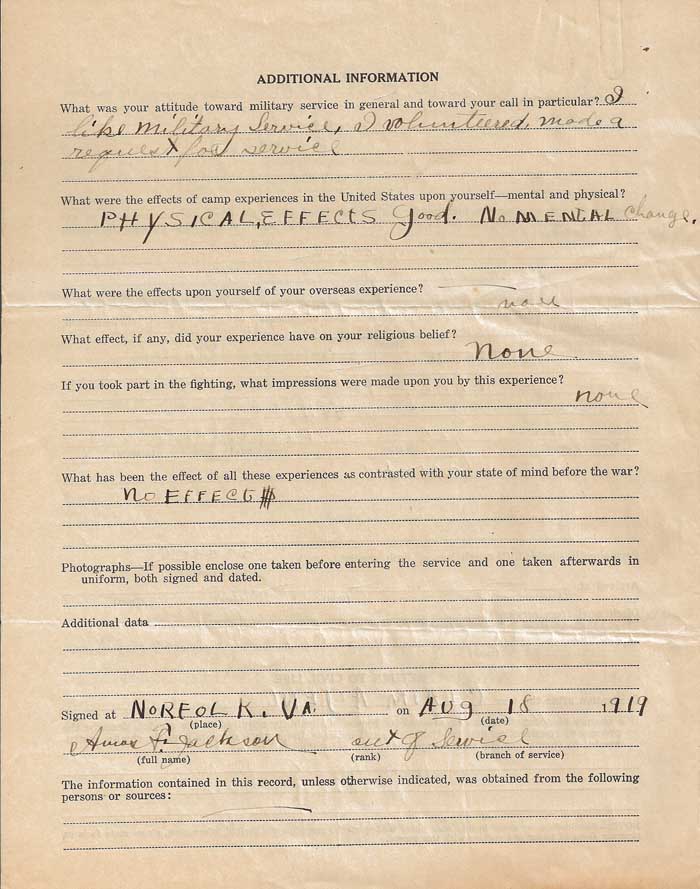 ADDITIONAL INFORMATION
What was your attitude toward military service in general and toward your call in particular? I
like Military Service, I volunteered, made a
request for service
What were the effects of camp experiences in the United States upon yourself—mental and physical?
PHYSICAL, EFFECTS Good. No MENTAL change.
What were the effects upon yourself of your overseas experience?
none
What effect, if any, did your experience have on your religious belief?
None
If you took part in the fighting, what impressions were made upon you by this experience?
none
What has been the effect of all these experiences as contrasted with your state of mind before the war?
No EFFECT
Photographs—If possible enclose one taken before entering the service and one taken afterwards in
uniform, both signed and dated.
Additional data
Signed at NORFOLK. VA. on AUG 18 1919
(place) (date)
Amos Jackson out of
(full name) (rank) (branch of service)
The information contained in this record, unless otherwise indicated, was obtained from the following
persons or sources: